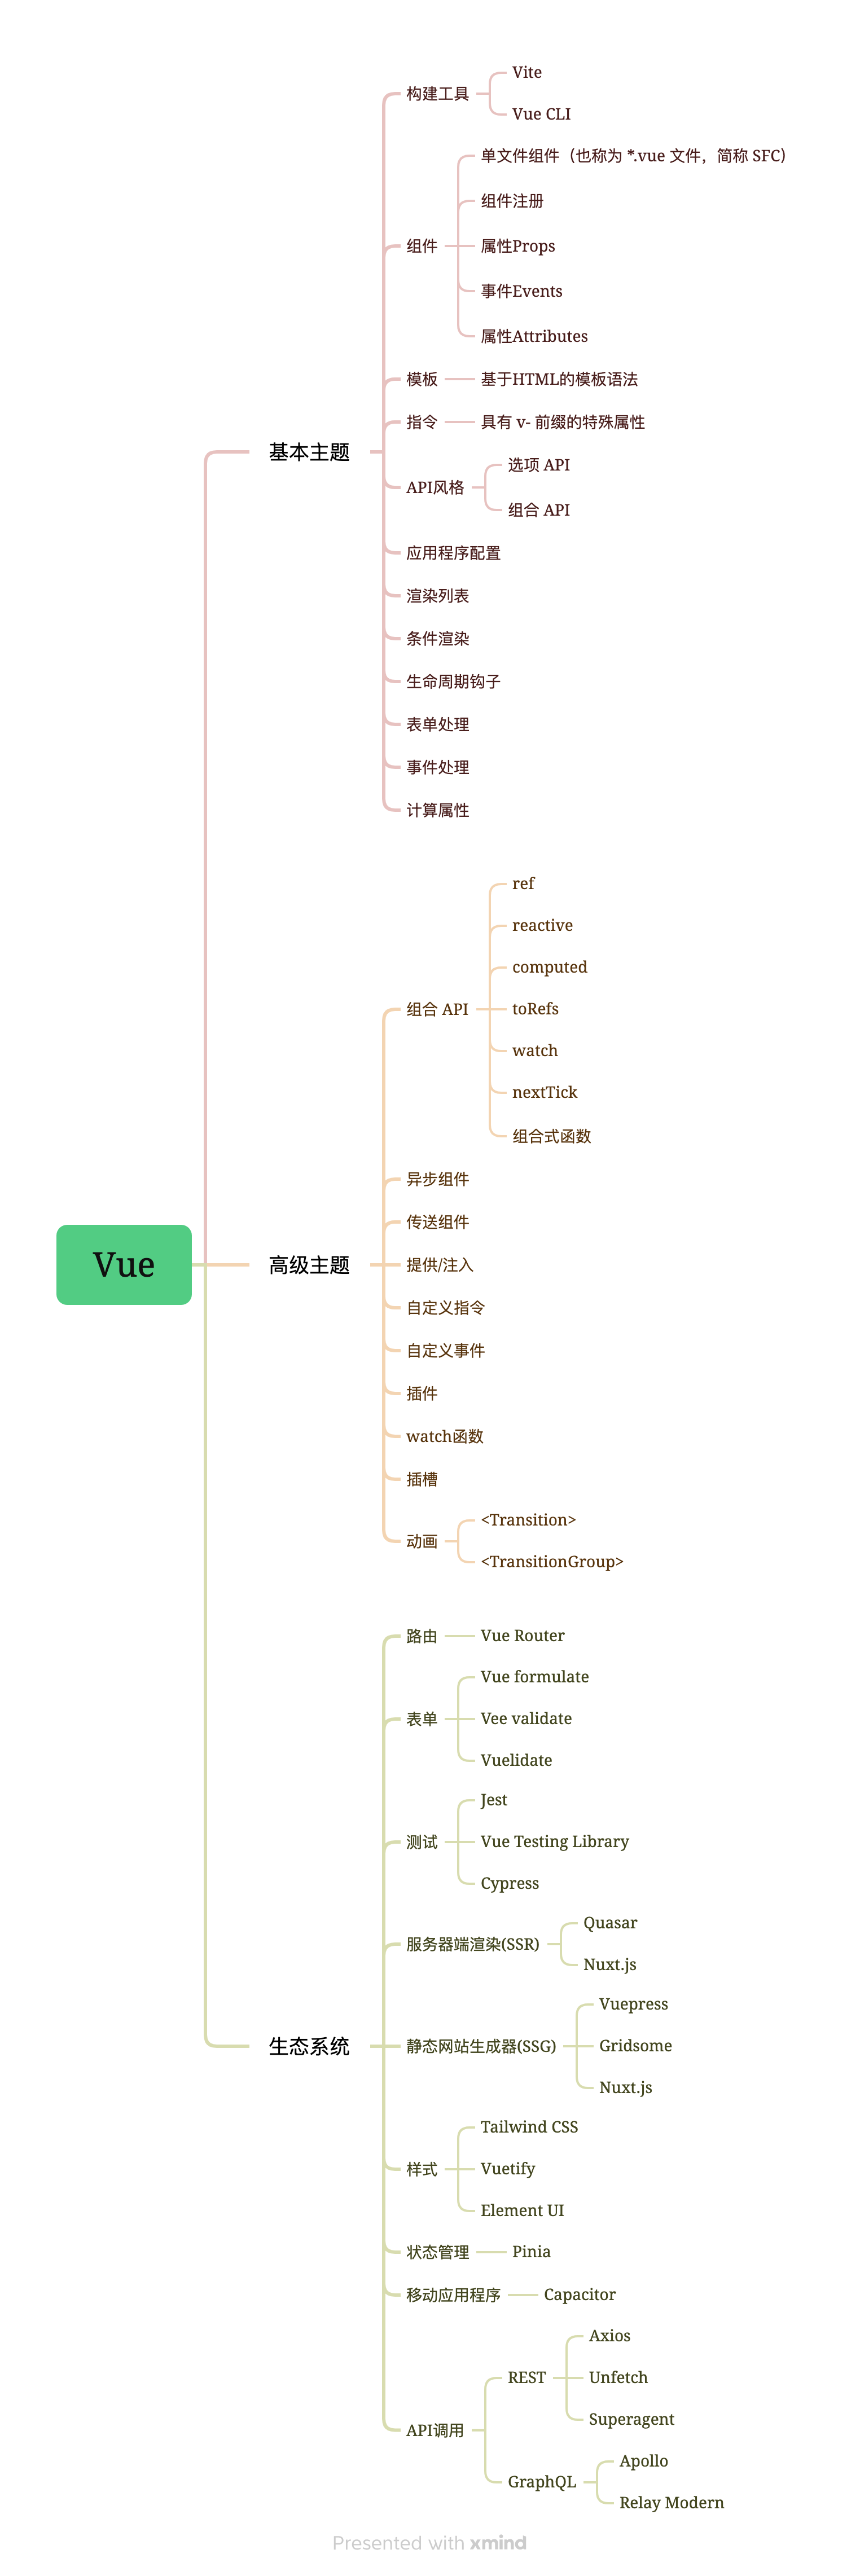 Vue
基本主题
构建工具
Vite
Vue CLI
组件
单文件组件（也称为 *.vue 文件，简称 SFC）
组件注册
属性Props
事件Events
属性Attributes
模板
基于HTML的模板语法
指令
具有 v- 前缀的特殊属性
API风格
选项 API
组合 API
应用程序配置
渲染列表
条件渲染
生命周期钩子
表单处理
事件处理
计算属性
高级主题
组合 API
ref
reactive
computed
toRefs
watch
nextTick
组合式函数
异步组件
传送组件
提供/注入
自定义指令
自定义事件
插件
watch函数
插槽
动画
<Transition>
<TransitionGroup>
生态系统
路由
Vue Router
表单
Vue formulate
Vee validate
Vuelidate
测试
Jest
Vue Testing Library
Cypress
服务器端渲染(SSR)
Quasar
Nuxt.js
静态网站生成器(SSG)
Vuepress
Gridsome
Nuxt.js
样式
Tailwind CSS
Vuetify
Element UI
状态管理
Pinia
移动应用程序
Capacitor
API调用
REST
Axios
Unfetch
Superagent
GraphQL
Apollo
Relay Modern
Presented with xmind